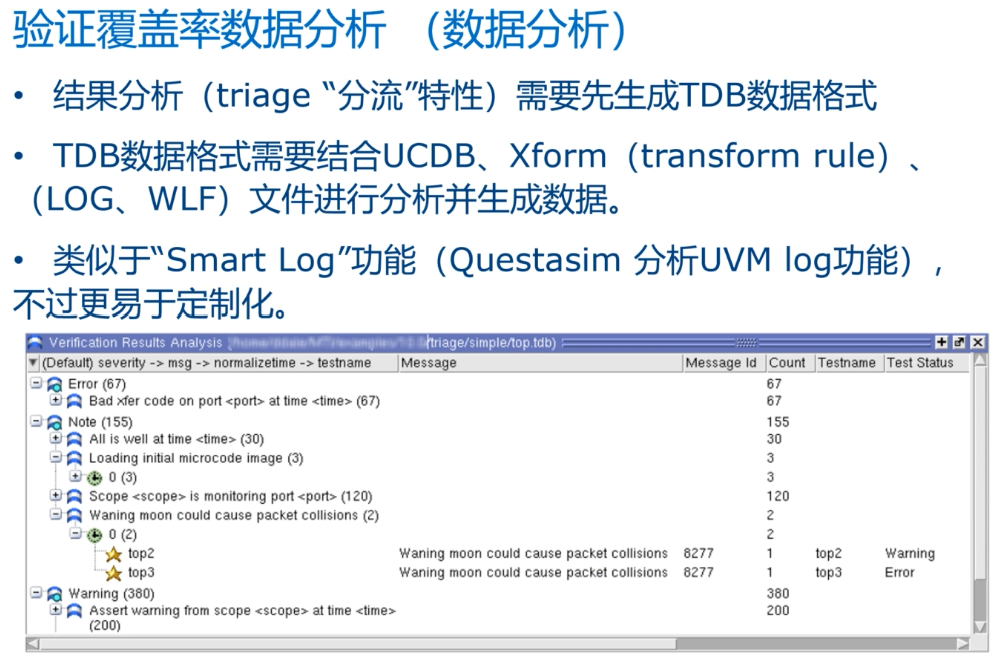 验证覆盖率数据分析 （数据分析）
• 结果分析（triage “分流”特性）需要先生成TDB数据格式
• TDB数据格式需要结合UCDB、Xform（transform rule）、
（LOG、WLF）文件进行分析并生成数据。
• 类似于“Smart Log”功能（Questasim 分析UVM log功能），
不过更易于定制化。
Verification Results Analysis /triage/simple/top.tdb)
(Default) severity -> msg -> normalizetime -> testname Message Message Id Count Testname Test Status
Error (67) 67
Bad xfer code on port <port> at time <time> (67) 67
Note (155) 155
All is well at time <time> (30) 30
Loading initial microcode image (3) 3
0 (3) 3
Scope <scope> is monitoring port <port> (120) 120
Waning moon could cause packet collisions (2) 2
0 (2) 2
top2 Waning moon could cause packet collisions 8277 1 top2 Warning
top3 Waning moon could cause packet collisions 8277 1 top3 Error
Warning (380) 380
Assert warning from scope <scope> at time <time> 200
(200)